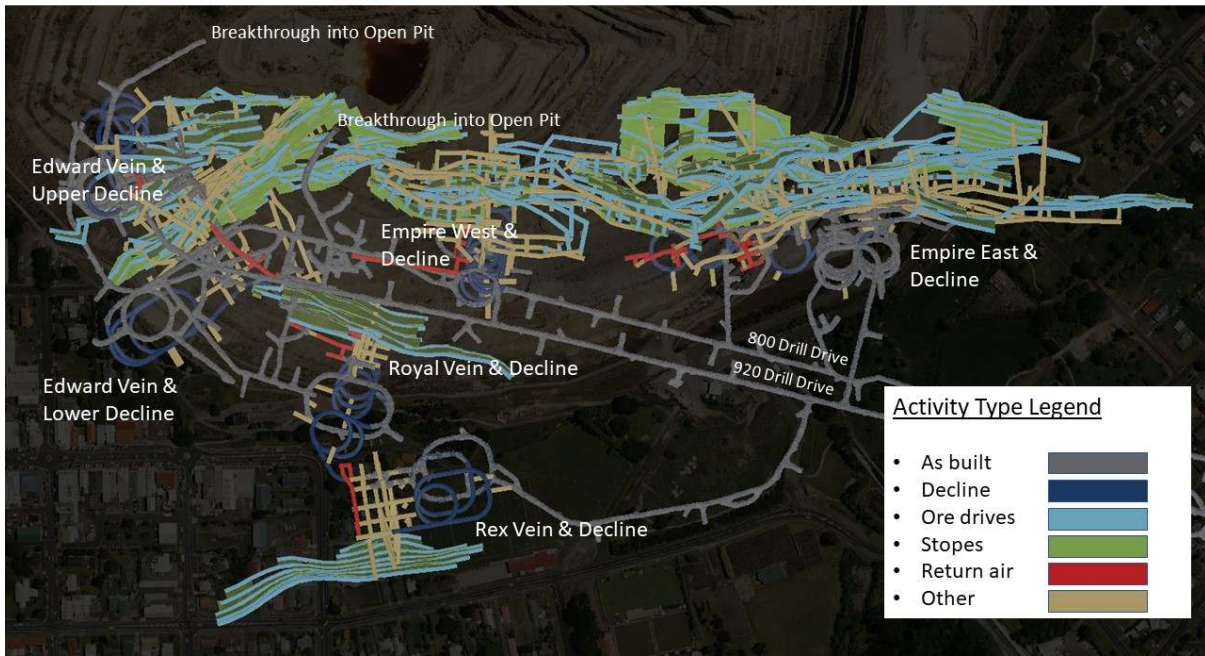 Breakthrough into Open Pit
Breakthrough into Open Pit
Edward Vein &
Upper Decline
Empire West &
Decline
Empire East &
Decline
800 Drill Drive
920 Drill Drive
Royal Vein & Decline
Edward Vein &
Lower Decline
Rex Vein & Decline
Activity Type Legend
• As built
• Decline
• Ore drives
• Stopes
• Return air
• Other